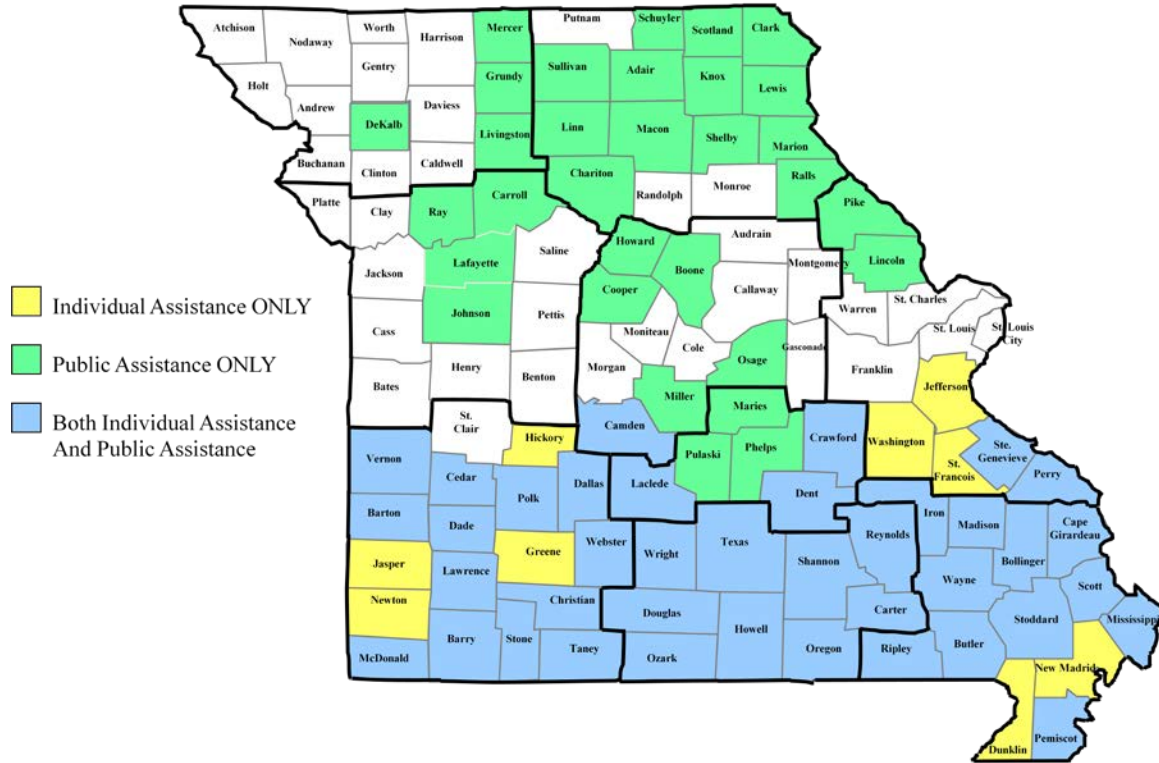 Putnam
Schuyler
Scotland
Clark
Atchison
Nodaway
Worth
Harrison
Mercer
Gentry
Sullivan
Adair
Knox
Grundy
Holt
Lewis
Andrew
Daviess
DeKalb
Livingston
Linn
Macon
Shelby
Marion
Buchanan
Clinton
Caldwell
Chariton
Randolph
Monroe
Ralls
Platte
Clay
Ray
Carroll
Pike
Audrain
Howard
Saline
Boone
Lafayette
Montgomery
Lincoln
Jackson
Callaway
Cooper
Warren
St. Charles
Johnson
Pettis
Cass
Moniteau
St. Louis
St. Louis
City
Cole
Gasconade
Osage
Henry
Morgan
Franklin
Benton
Bates
Jefferson
Miller
Maries
St.
Clair
Camden
Hickory
Crawford
Washington
Ste.
Genevieve
Phelps
Pulaski
Vernon
St.
Francois
Perry
Cedar
Polk
Dallas
Laclede
Dent
Barton
Dade
Iron
Madison
Cape
Girardeau
Texas
Reynolds
Greene
Webster
Wright
Bollinger
Jasper
Shannon
Lawrence
Wayne
Scott
Newton
Christian
Douglas
Carter
Stoddard
Mississippi
Howell
Barry
Stone
Taney
Butler
McDonald
Ozark
Oregon
Ripley
New Madrid
Pemiscot
Dunklin
Individual Assistance ONLY
Public Assistance ONLY
Both Individual Assistance
And Public Assistance